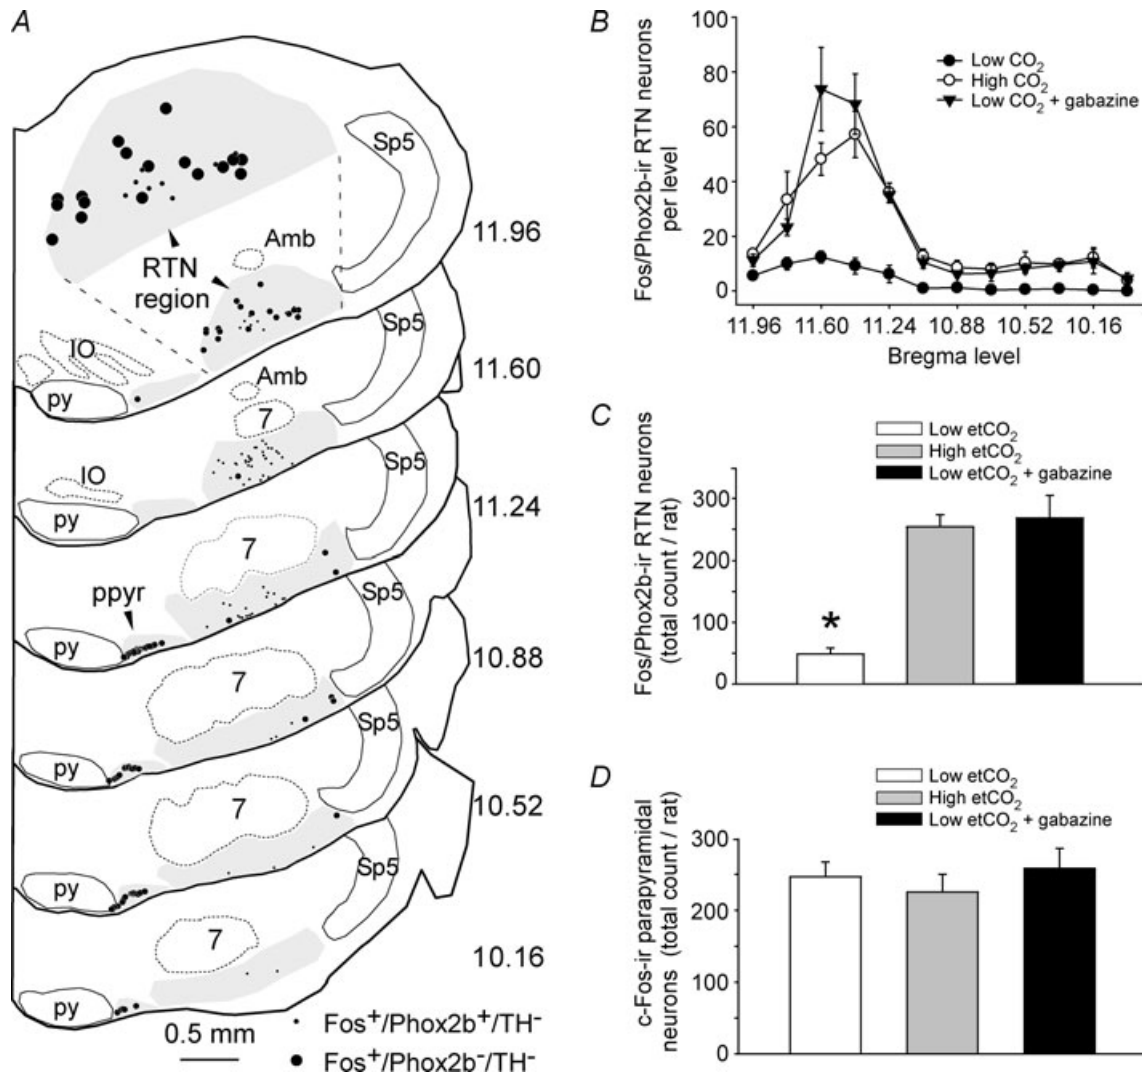 A
Sp5
11.96
Amb
RTN
region
IO
py
Sp5
11.60
Amb
7
IO
py
Sp5
11.24
7
ppyr
py
Sp5
10.88
7
py
Sp5
10.52
7
py
Sp5
10.16
7
py
0.5 mm
Fos⁺/Phox2b⁺/TH⁻
Fos⁺/Phox2b⁻/TH⁻
B
Fos/Phox2b-ir RTN neurons
per level
100
80
60
40
20
0
Low CO₂
High CO₂
Low CO₂ + gabazine
11.96 11.60 11.24 10.88 10.52 10.16
Bregma level
C
Fos/Phox2b-ir RTN neurons
(total count / rat)
300
200
100
0
Low etCO₂
High etCO₂
Low etCO₂ + gabazine
*
D
c-Fos-ir parapyramidal
neurons (total count / rat)
300
200
100
0
Low etCO₂
High etCO₂
Low etCO₂ + gabazine